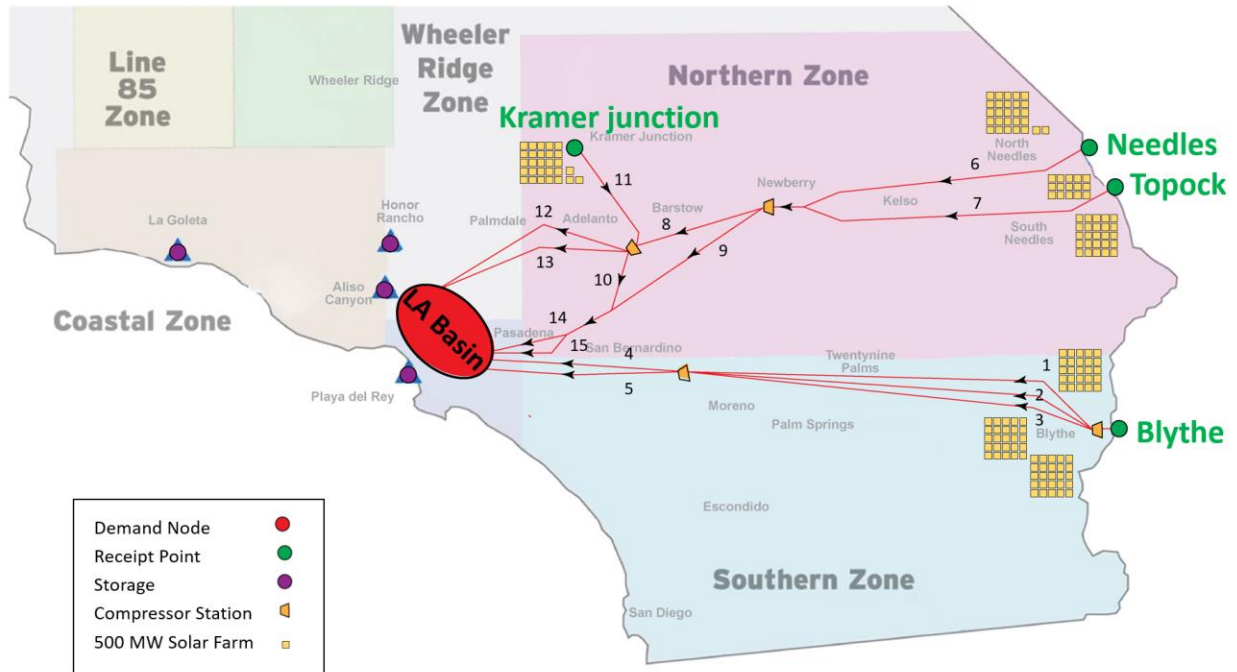 Line
85
Zone
Wheeler Ridge
Wheeler
Ridge
Zone
Northern Zone
Kramer junction
Kramer Junction
North
Needles
Needles
Topock
6
7
11
Newberry
Kelso
South
Needles
La Goleta
Honor
Rancho
Palmdale
12
Adelanto
Barstow
8
9
13
10
Aliso
Canyon
Coastal Zone
LA Basin
Pasadena
14
15
San Bernardino
4
5
Twentynine
Palms
1
2
3
Playa del Rey
Moreno
Palm Springs
Blythe
Blythe
Escondido
Southern Zone
San Diego
Demand Node
Receipt Point
Storage
Compressor Station
500 MW Solar Farm